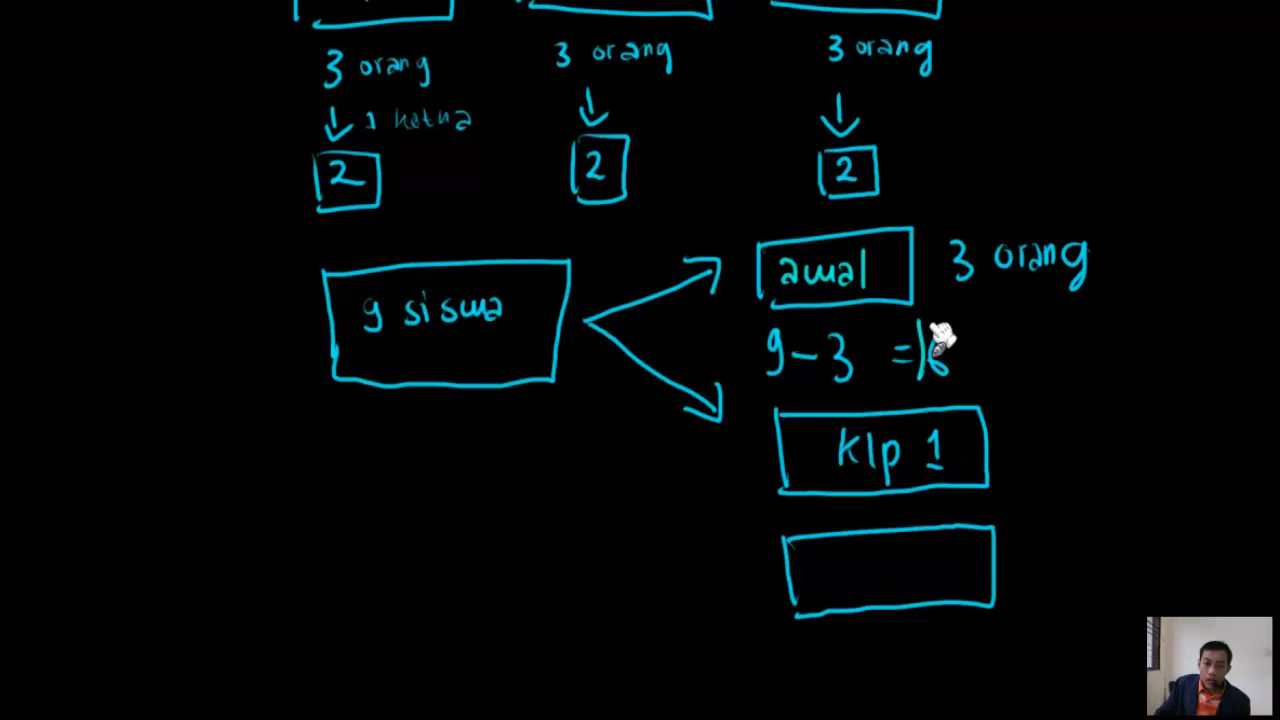 3 orang 3 orang 3 orang
1 ketua
2 2 2
9 siswa
awal 3 orang
9 - 3 = 6
Klp 1